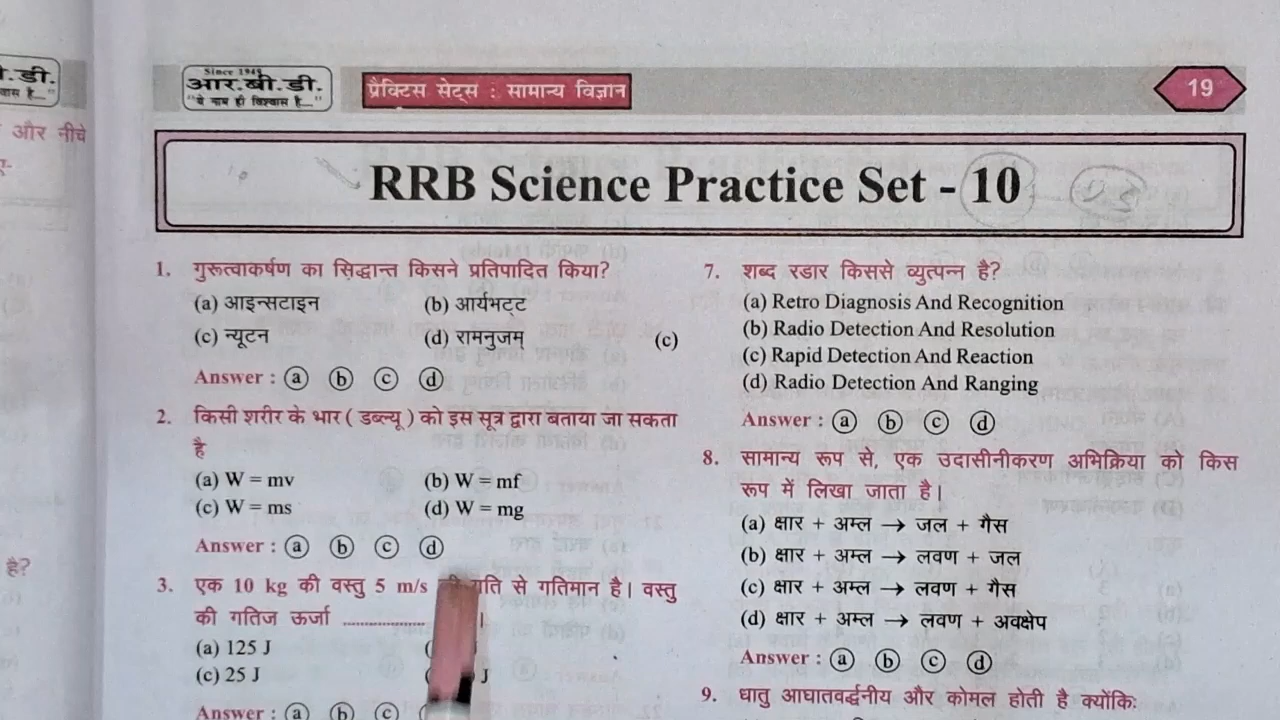 Since 1949
आर.बी.डी.
"ये नाम ही विश्वास है..."
प्रैक्टिस सेट्स : सामान्य विज्ञान
19
.डी.
और नीचे
है?
RRB Science Practice Set - 10
1. गुरूत्वाकर्षण का सिद्धान्त किसने प्रतिपादित किया?
(a) आइन्सटाइन (b) आर्यभट्ट
(c) न्यूटन (d) रामनुजम् (c)
Answer : a b c d
2. किसी शरीर के भार ( डब्ल्यू ) को इस सूत्र द्वारा बताया जा सकता
है
(a) W = mv (b) W = mf
(c) W = ms (d) W = mg
Answer : a b c d
3. एक 10 kg की वस्तु 5 m/s गति से गतिमान है। वस्तु
की गतिज ऊर्जा .................. ।
(a) 125 J
(c) 25 J J
Answer : a b c
7. शब्द रडार किससे व्युत्पन्न है?
(a) Retro Diagnosis And Recognition
(b) Radio Detection And Resolution
(c) Rapid Detection And Reaction
(d) Radio Detection And Ranging
Answer : a b c d
8. सामान्य रूप से, एक उदासीनीकरण अभिक्रिया को किस
रूप में लिखा जाता है।
(a) क्षार + अम्ल → जल + गैस
(b) क्षार + अम्ल → लवण + जल
(c) क्षार + अम्ल → लवण + गैस
(d) क्षार + अम्ल → लवण + अवक्षेप
Answer : a b c d
9. धातु आघातवर्द्धनीय और कोमल होती है क्योंकि: